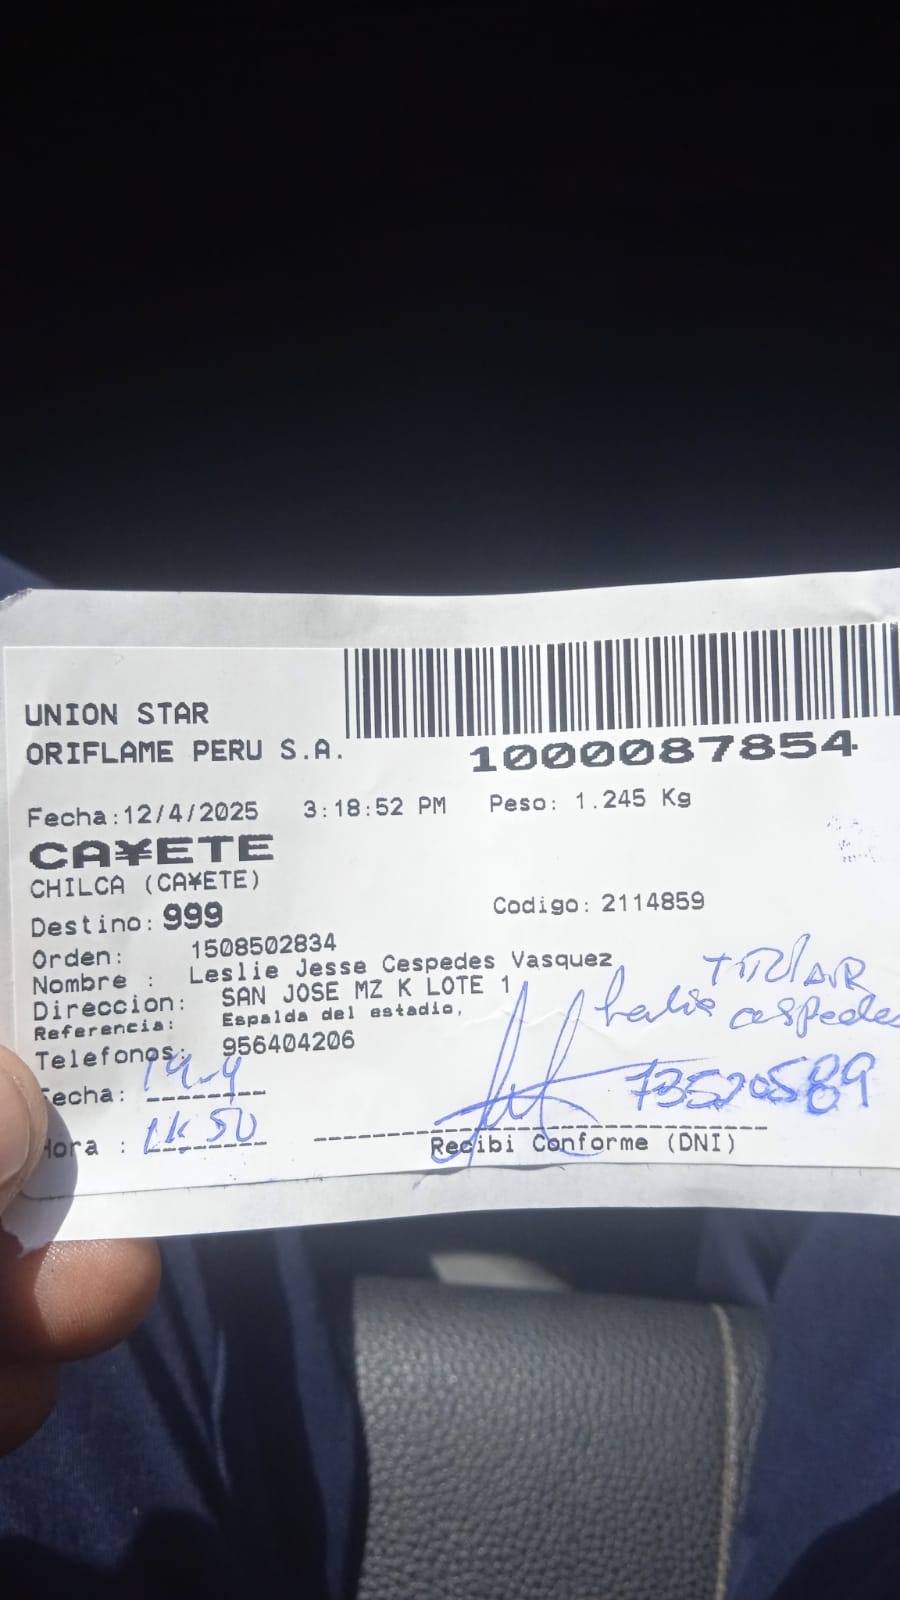 UNION STAR
ORIFLAME PERU S.A.
1000087854
Fecha:12/4/2025 3:18:52 PM Peso: 1.245 Kg
CA¥ETE
CHILCA (CA¥ETE)
Destino: 999 Codigo: 2114859
Orden: 1508502834
Nombre : Leslie Jesse Cespedes Vasquez
Direccion: SAN JOSE MZ K LOTE 1
Referencia: Espalda del estadio,
Telefonos: 956404206
TITULAR
cespedes
Fecha: 19-4
73520589
Hora : 50
Recibi Conforme (DNI)